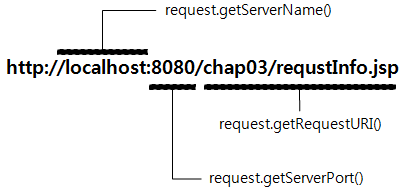 request.getServerName()
http://localhost:8080/chap03/requstInfo.jsp
request.getRequestURI()
request.getServerPort()